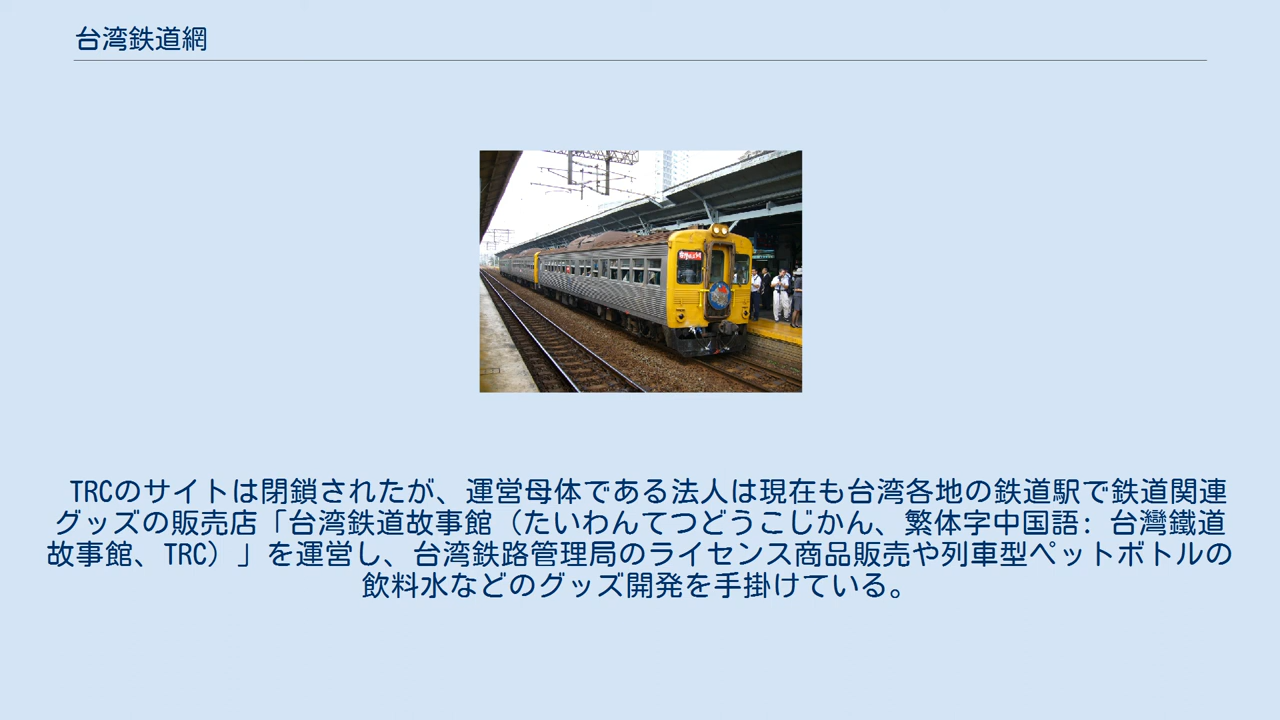 台湾鉄道網
TRCのサイトは閉鎖されたが、運営母体である法人は現在も台湾各地の鉄道駅で鉄道関連
グッズの販売店「台湾鉄道故事館（たいわんてつどうこじかん、繁体字中国語: 台灣鐵道
故事館、TRC）」を運営し、台湾鉄路管理局のライセンス商品販売や列車型ペットボトルの
飲料水などのグッズ開発を手掛けている。